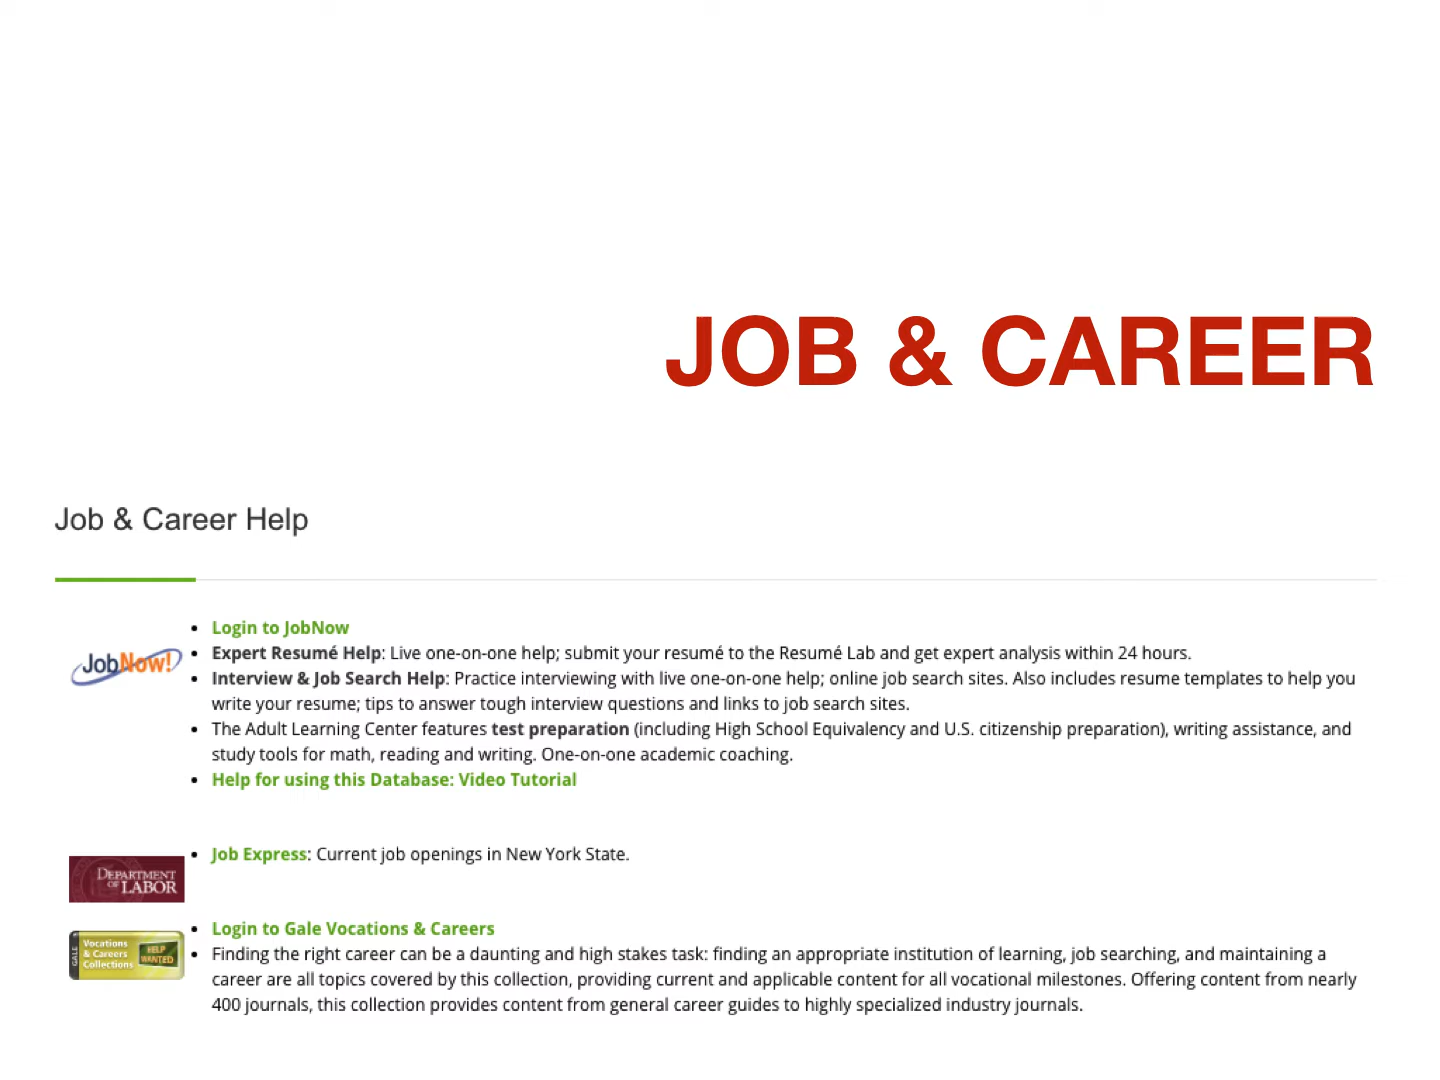 JOB & CAREER
Job & Career Help
Login to JobNow
JobNow!
Expert Resumé Help: Live one-on-one help; submit your resumé to the Resumé Lab and get expert analysis within 24 hours.
Interview & Job Search Help: Practice interviewing with live one-on-one help; online job search sites. Also includes resume templates to help you
write your resume; tips to answer tough interview questions and links to job search sites.
The Adult Learning Center features test preparation (including High School Equivalency and U.S. citizenship preparation), writing assistance, and
study tools for math, reading and writing. One-on-one academic coaching.
Help for using this Database: Video Tutorial
Job Express: Current job openings in New York State.
DEPARTMENT
OF LABOR
Login to Gale Vocations & Careers
GALE
Vocations
& Careers
Collections
HELP
WANTED
Finding the right career can be a daunting and high stakes task: finding an appropriate institution of learning, job searching, and maintaining a
career are all topics covered by this collection, providing current and applicable content for all vocational milestones. Offering content from nearly
400 journals, this collection provides content from general career guides to highly specialized industry journals.